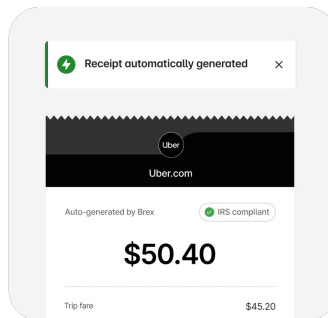 Receipt automatically generated
Uber
Uber.com
Auto-generated by Brex
IRS compliant
$50.40
Trip fare
$45.20